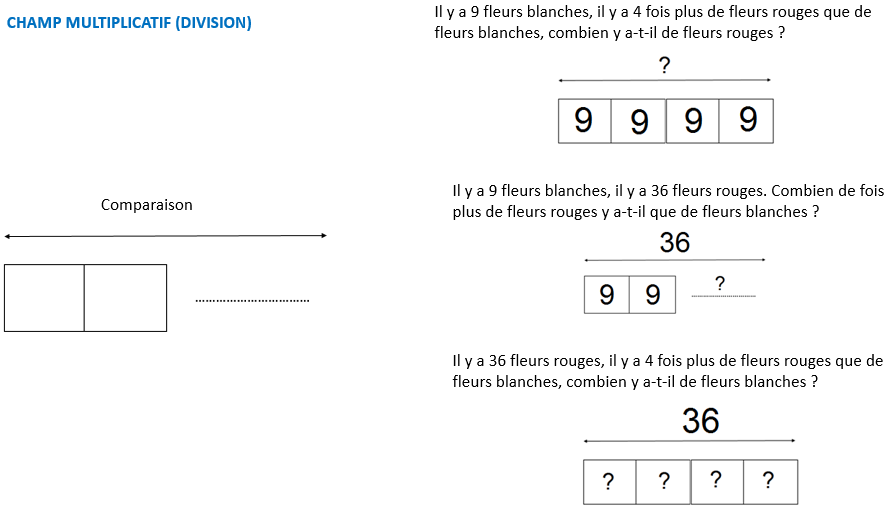 CHAMP MULTIPLICATIF (DIVISION)
Il y a 9 fleurs blanches, il y a 4 fois plus de fleurs rouges que de
fleurs blanches, combien y a-t-il de fleurs rouges ?
?
9 9 9 9
Comparaison
Il y a 9 fleurs blanches, il y a 36 fleurs rouges. Combien de fois
plus de fleurs rouges y a-t-il que de fleurs blanches ?
36
9 9 ?
Il y a 36 fleurs rouges, il y a 4 fois plus de fleurs rouges que de
fleurs blanches, combien y a-t-il de fleurs blanches ?
36
? ? ? ?